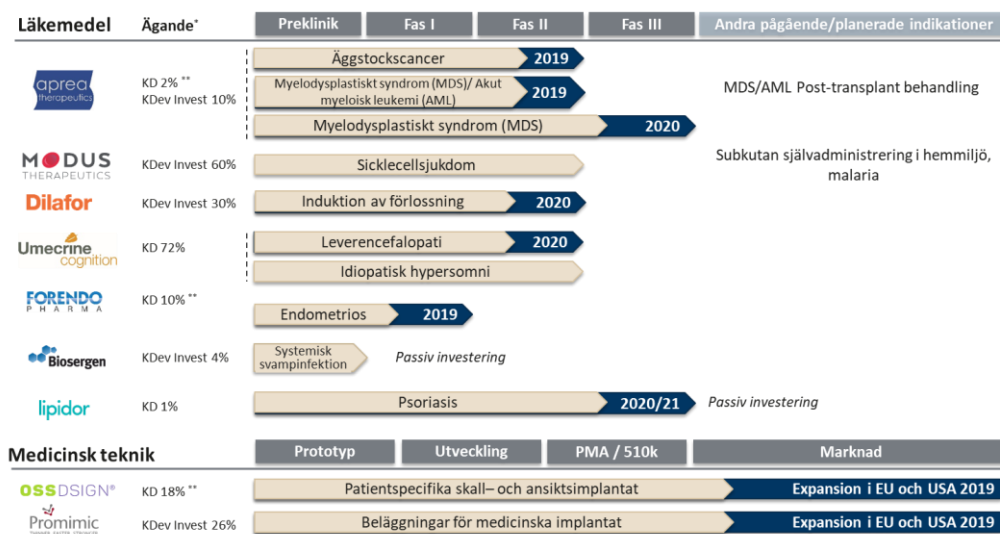 Läkemedel Ägande* Preklinik Fas I Fas II Fas III Andra pågående/planerade indikationer
aprea
therapeutics
KD 2% **
KDev Invest 10%
Äggstockscancer 2019
Myelodysplastiskt syndrom (MDS)/ Akut
myeloisk leukemi (AML)
2019
Myelodysplastiskt syndrom (MDS) 2020
MDS/AML Post-transplant behandling
MODUS
THERAPEUTICS
KDev Invest 60%
Sicklecellsjukdom
Subkutan självadministrering i hemmiljö,
malaria
Dilafor KDev Invest 30% Induktion av förlossning 2020
Umecrine
cognition
KD 72%
Leverencefalopati 2020
Idiopatisk hypersomni
FORENDO
PHARMA
KD 10% **
Endometrios 2019
Biosergen KDev Invest 4%
Systemisk
svampinfektion
Passiv investering
lipidor KD 1% Psoriasis 2020/21 Passiv investering
Medicinsk teknik Prototyp Utveckling PMA / 510k Marknad
OSSDSIGN® KD 18% ** Patientspecifika skall– och ansiktsimplantat Expansion i EU och USA 2019
Promimic KDev Invest 26% Beläggningar för medicinska implantat Expansion i EU och USA 2019